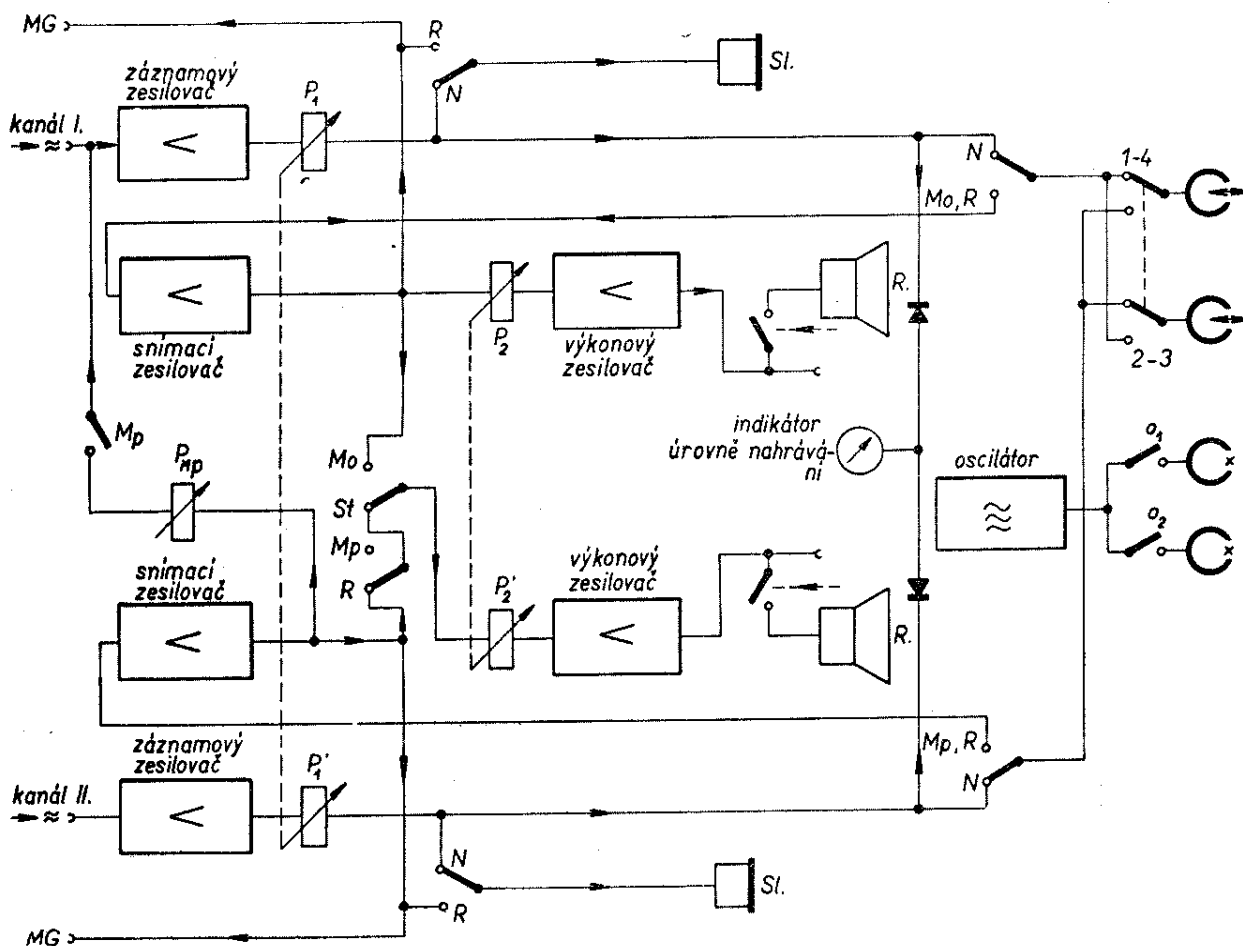 MG
R
záznamový
zesilovač
P₁
N
Sl.
kanál I.
<
N
1-4
Mo, R
<
snímací
zesilovač
P₂
<
výkonový
zesilovač
R.
2-3
Mp
Pmp
Mo
St
Mp
R
indikátor
úrovně nahrává-
ní
oscilátor
o₁
o₂
snímací
zesilovač
<
P₂'
výkonový
zesilovač
<
R.
záznamový
zesilovač
P₁'
Mp, R
N
kanál II.
<
N
Sl.
R
MG